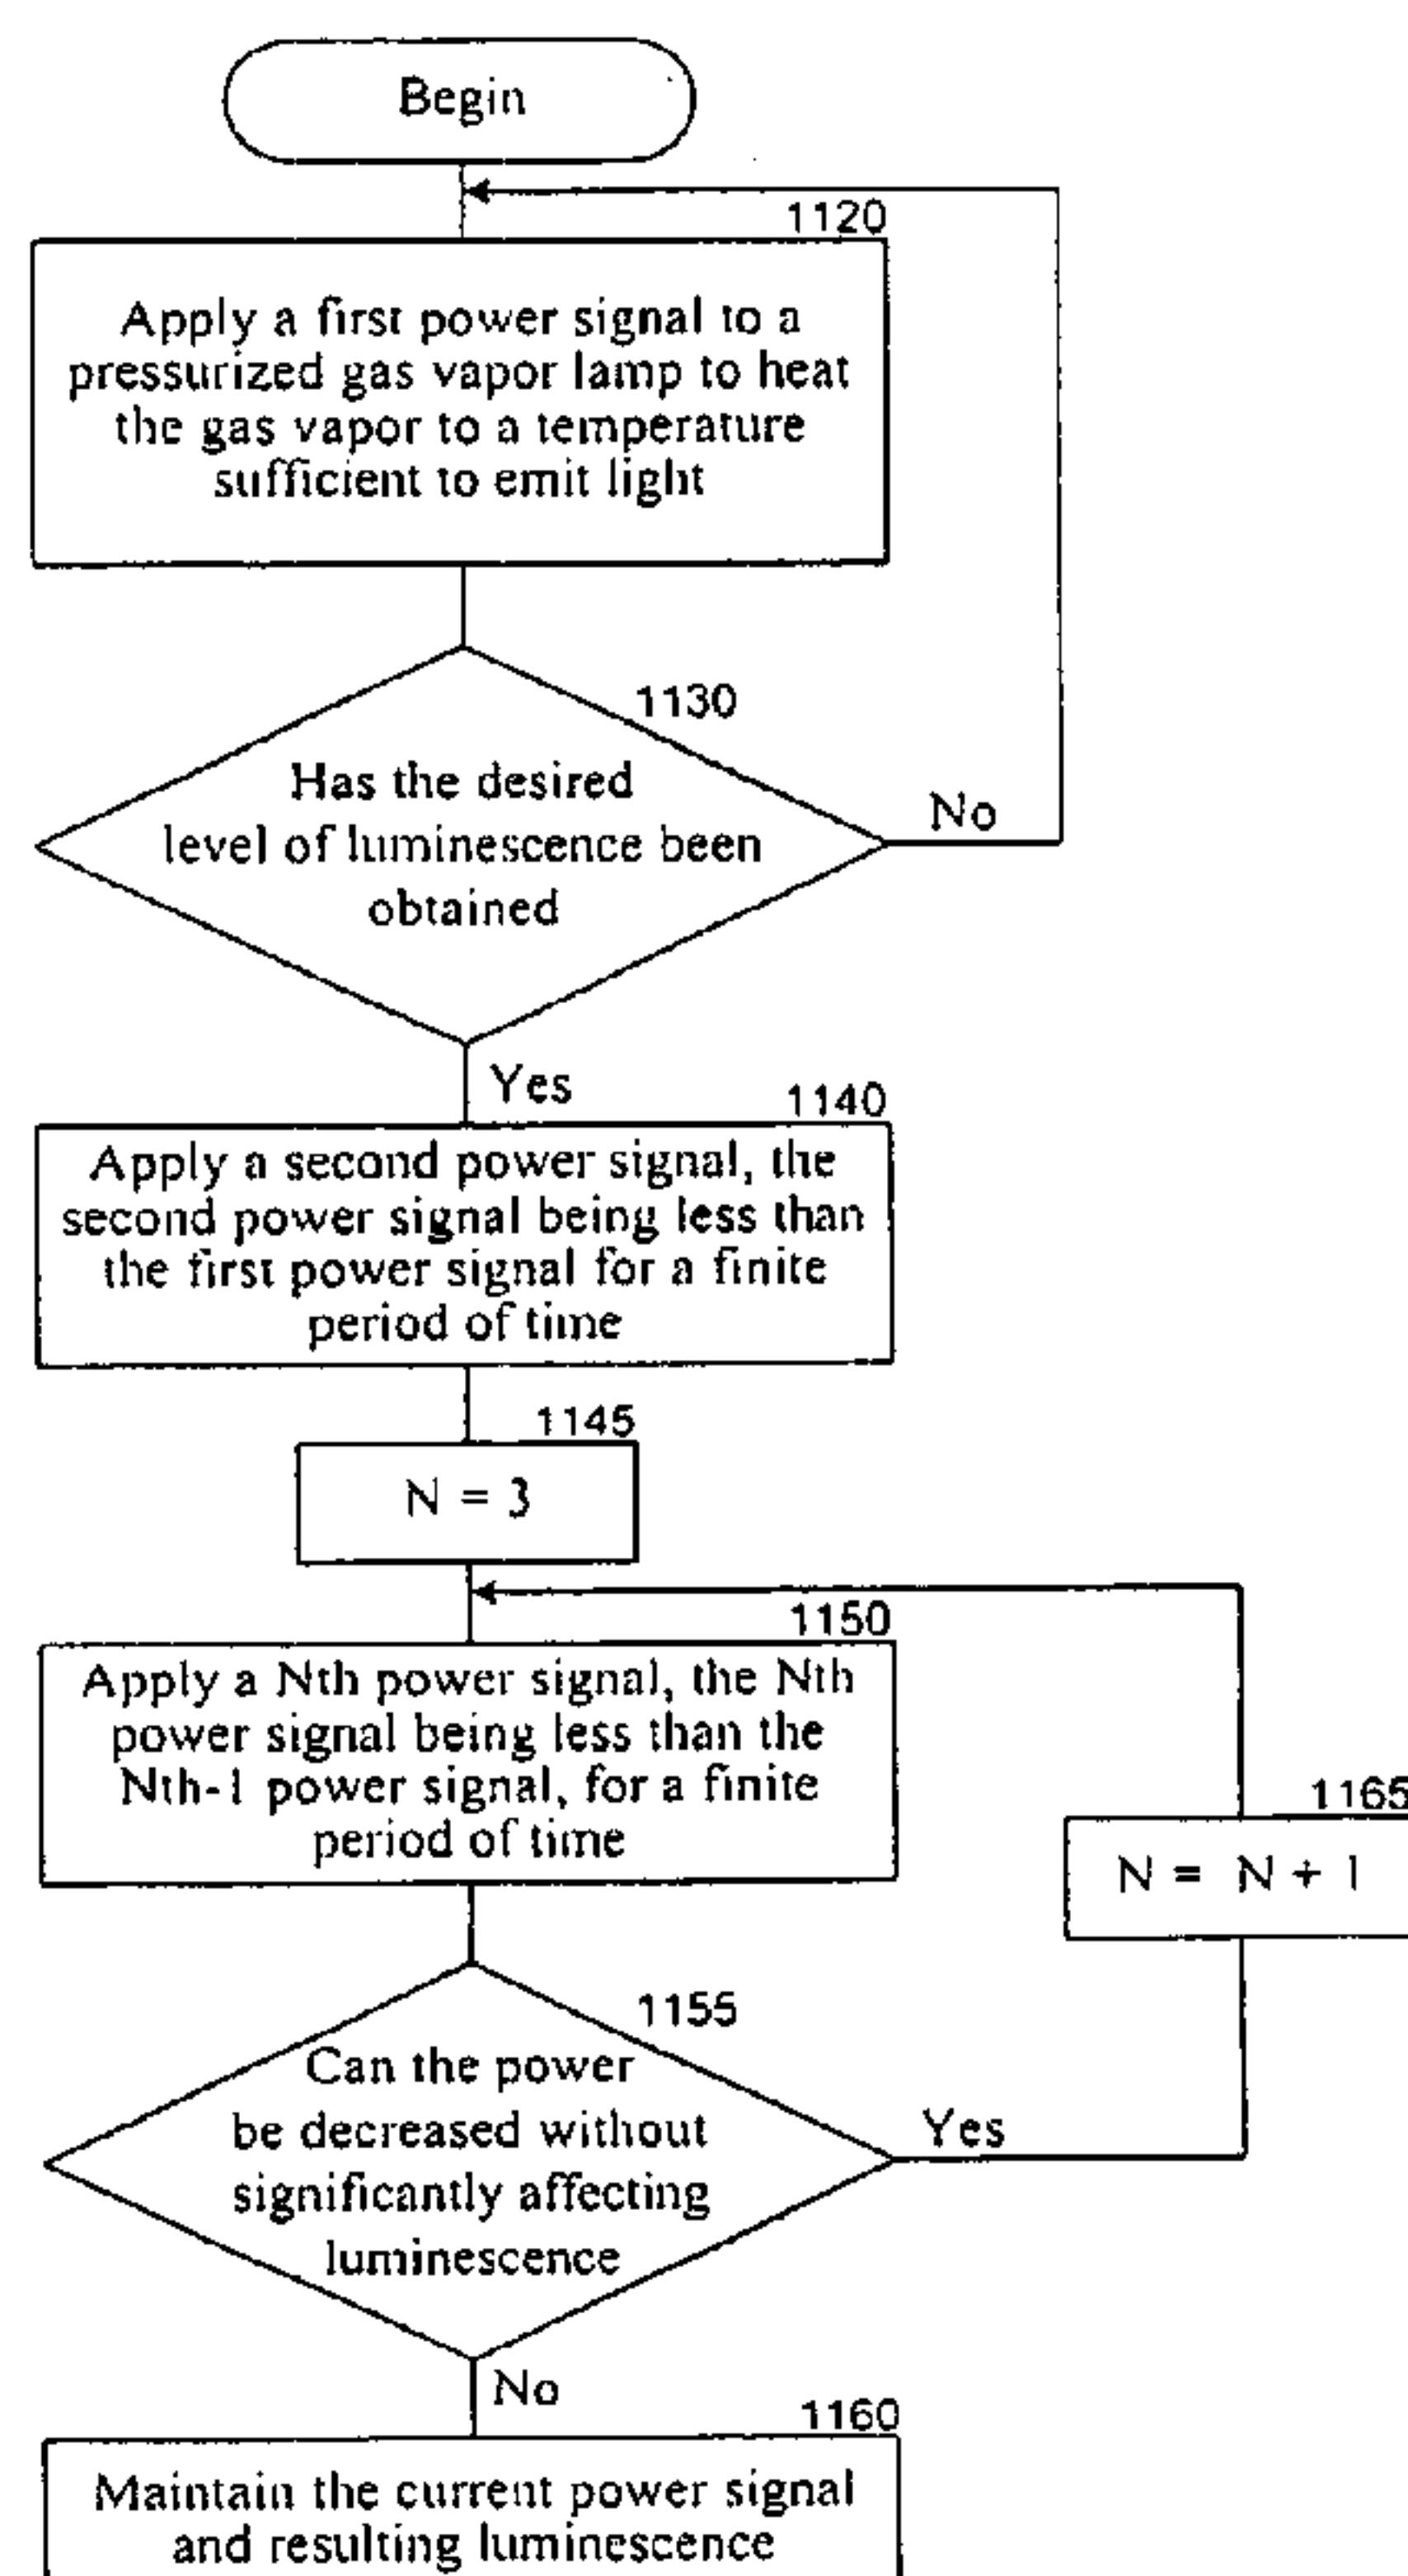 Begin
1120
Apply a first power signal to a
pressurized gas vapor lamp to heat
the gas vapor to a temperature
sufficient to emit light
1130
Has the desired
level of luminescence been
obtained
No
Yes
1140
Apply a second power signal, the
second power signal being less than
the first power signal for a finite
period of time
1145
N = 3
1150
Apply a Nth power signal, the Nth
power signal being less than the
Nth-1 power signal, for a finite
period of time
1165
N = N + 1
1155
Can the power
be decreased without
significantly affecting
luminescence
Yes
No
1160
Maintain the current power signal
and resulting luminescence